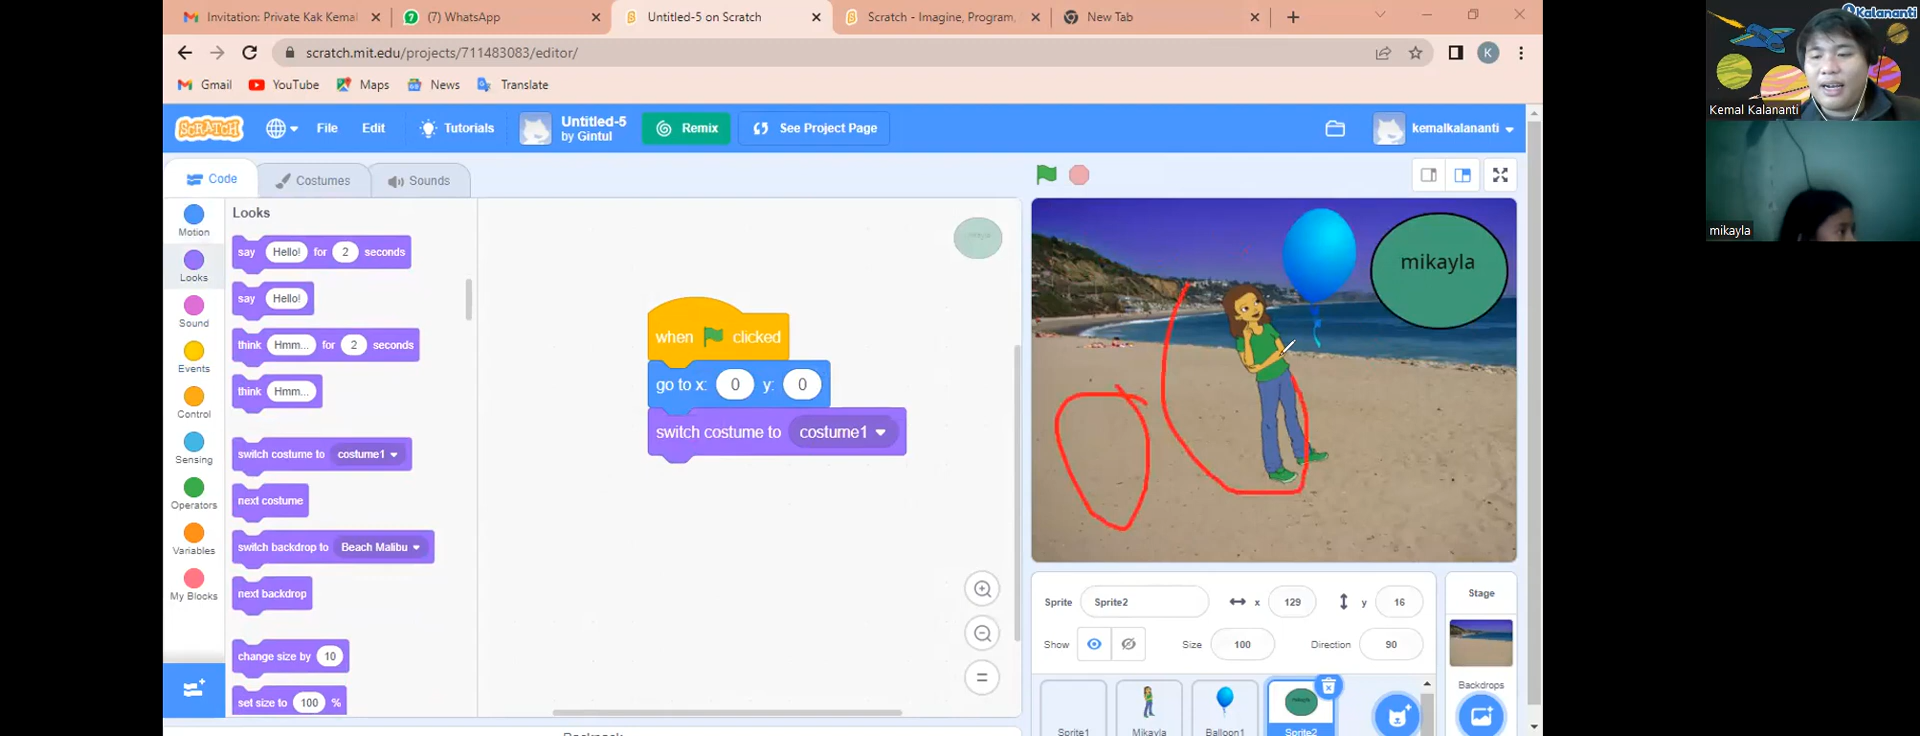 Invitation: Private Kak Kemal
(7) WhatsApp
Untitled-5 on Scratch
Scratch - Imagine, Program,
New Tab
scratch.mit.edu/projects/711483083/editor/
K
Gmail
YouTube
Maps
News
Translate
SCRATCH
File
Edit
Tutorials
Untitled-5
by Gintul
Remix
See Project Page
kemalkalananti
Code
Costumes
Sounds
Motion
Looks
Sound
Events
Control
Sensing
Operators
Variables
My Blocks
Looks
say Hello! for 2 seconds
say Hello!
think Hmm... for 2 seconds
think Hmm...
switch costume to costume1
next costume
switch backdrop to Beach Malibu
next backdrop
change size by 10
set size to 100 %
when clicked
go to x: 0 y: 0
switch costume to costume1
mikayla
Sprite Sprite2
x 129
y 16
Show
Size 100
Direction 90
Sprite1
Mikayla
Balloon1
Sprite2
Stage
Backdrops
Kalananti
Kemal Kalananti
mikayla